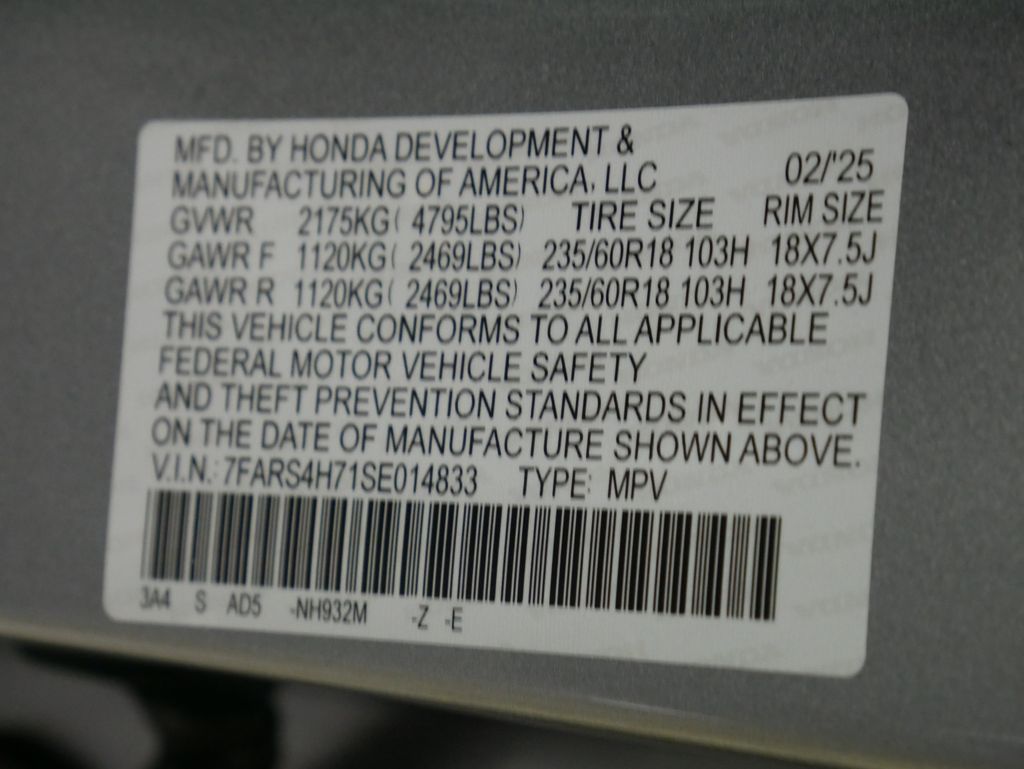 MFD. BY HONDA DEVELOPMENT &
MANUFACTURING OF AMERICA, LLC 02/'25
GVWR 2175KG( 4795LBS) TIRE SIZE RIM SIZE
GAWR F 1120KG( 2469LBS) 235/60R18 103H 18X7.5J
GAWR R 1120KG( 2469LBS) 235/60R18 103H 18X7.5J
THIS VEHICLE CONFORMS TO ALL APPLICABLE
FEDERAL MOTOR VEHICLE SAFETY
AND THEFT PREVENTION STANDARDS IN EFFECT
ON THE DATE OF MANUFACTURE SHOWN ABOVE.
V.I.N.: 7FARS4H71SE014833 TYPE: MPV
3A4 S AD5 -NH932M -Z -E